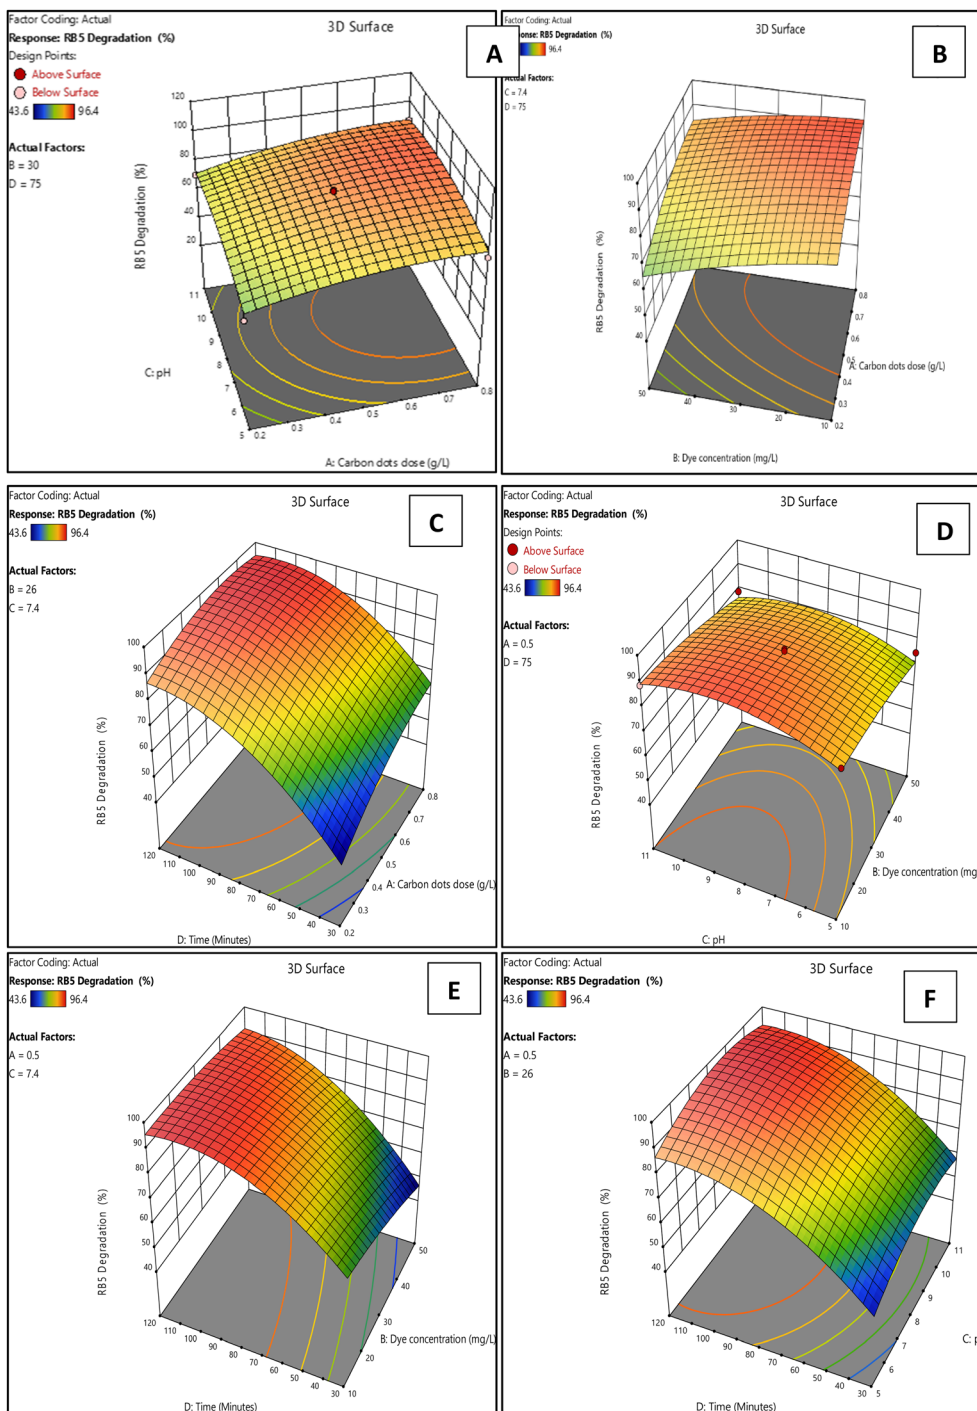 Factor Coding: Actual
Response: RB5 Degradation (%)
Design Points:
Above Surface
Below Surface
43.6 96.4
Actual Factors:
B = 30
D = 75
3D Surface
A
120
100
80
60
40
20
RB5 Degradation (%)
11
10
9
8
7
6
5
C: pH
0.2
0.3
0.4
0.5
0.6
0.7
0.8
A: Carbon dots dose (g/L)
Factor Coding: Actual
RB5 Degradation (%)
96.4
Actual Factors:
C = 7.4
D = 75
3D Surface
B
100
90
80
70
60
50
40
RB5 Degradation (%)
50
40
30
20
10
B: Dye concentration (mg/L)
0.8
0.7
0.6
0.5
0.4
0.3
0.2
A: Carbon dots dose (g/L)
Factor Coding: Actual
Response: RB5 Degradation (%)
43.6 96.4
Actual Factors:
B = 26
C = 7.4
3D Surface
C
100
90
80
70
60
50
40
RB5 Degradation (%)
120
110
100
90
80
70
60
50
40
30
D: Time (Minutes)
0.8
0.7
0.6
0.5
0.4
0.3
0.2
A: Carbon dots dose (g/L)
Factor Coding: Actual
Response: RB5 Degradation (%)
Design Points:
Above Surface
Below Surface
43.6 96.4
Actual Factors:
A = 0.5
D = 75
3D Surface
D
100
90
80
70
60
50
40
RB5 Degradation (%)
11
10
9
8
7
6
5
C: pH
50
40
30
20
10
B: Dye concentration (mg
Factor Coding: Actual
Response: RB5 Degradation (%)
43.6 96.4
Actual Factors:
A = 0.5
C = 7.4
3D Surface
E
100
90
80
70
60
50
40
RB5 Degradation (%)
120
110
100
90
80
70
60
50
40
30
D: Time (Minutes)
50
40
30
20
10
B: Dye concentration (mg/L)
Factor Coding: Actual
Response: RB5 Degradation (%)
43.6 96.4
Actual Factors:
A = 0.5
B = 26
3D Surface
F
100
90
80
70
60
50
40
RB5 Degradation (%)
120
110
100
90
80
70
60
50
40
30
D: Time (Minutes)
11
10
9
8
7
6
5
C: p